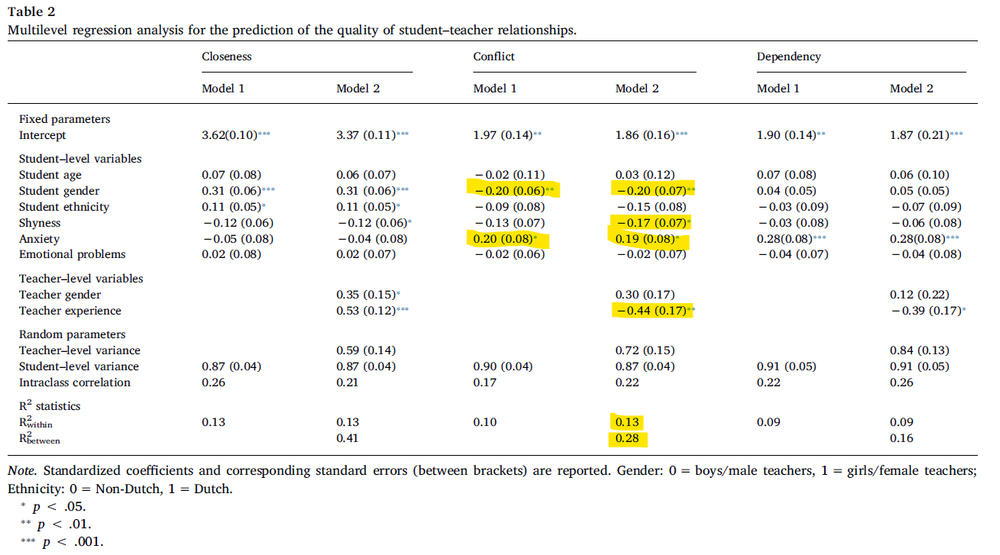 Table 2
Multilevel regression analysis for the prediction of the quality of student–teacher relationships.
Closeness Conflict Dependency
Model 1 Model 2 Model 1 Model 2 Model 1 Model 2
Fixed parameters
Intercept 3.62(0.10)*** 3.37 (0.11)*** 1.97 (0.14)** 1.86 (0.16)*** 1.90 (0.14)** 1.87 (0.21)***
Student–level variables
Student age 0.07 (0.08) 0.06 (0.07) −0.02 (0.11) 0.03 (0.12) 0.07 (0.08) 0.06 (0.10)
Student gender 0.31 (0.06)*** 0.31 (0.06)*** −0.20 (0.06)** −0.20 (0.07)** 0.04 (0.05) 0.05 (0.05)
Student ethnicity 0.11 (0.05)* 0.11 (0.05)* −0.09 (0.08) −0.15 (0.08) −0.03 (0.09) −0.07 (0.09)
Shyness −0.12 (0.06) −0.12 (0.06)* −0.13 (0.07) −0.17 (0.07)* −0.03 (0.08) −0.06 (0.08)
Anxiety −0.05 (0.08) −0.04 (0.08) 0.20 (0.08)* 0.19 (0.08)* 0.28(0.08)*** 0.28(0.08)***
Emotional problems 0.02 (0.08) 0.02 (0.07) −0.02 (0.06) −0.02 (0.07) −0.04 (0.07) −0.04 (0.08)
Teacher–level variables
Teacher gender 0.35 (0.15)* 0.30 (0.17) 0.12 (0.22)
Teacher experience 0.53 (0.12)*** −0.44 (0.17)** −0.39 (0.17)*
Random parameters
Teacher–level variance 0.59 (0.14) 0.72 (0.15) 0.84 (0.13)
Student–level variance 0.87 (0.04) 0.87 (0.04) 0.90 (0.04) 0.87 (0.04) 0.91 (0.05) 0.91 (0.05)
Intraclass correlation 0.26 0.21 0.17 0.22 0.22 0.26
R² statistics
R²within 0.13 0.13 0.10 0.13 0.09 0.09
R²between 0.41 0.28 0.16
Note. Standardized coefficients and corresponding standard errors (between brackets) are reported. Gender: 0 = boys/male teachers, 1 = girls/female teachers;
Ethnicity: 0 = Non-Dutch, 1 = Dutch.
* p < .05.
** p < .01.
*** p < .001.